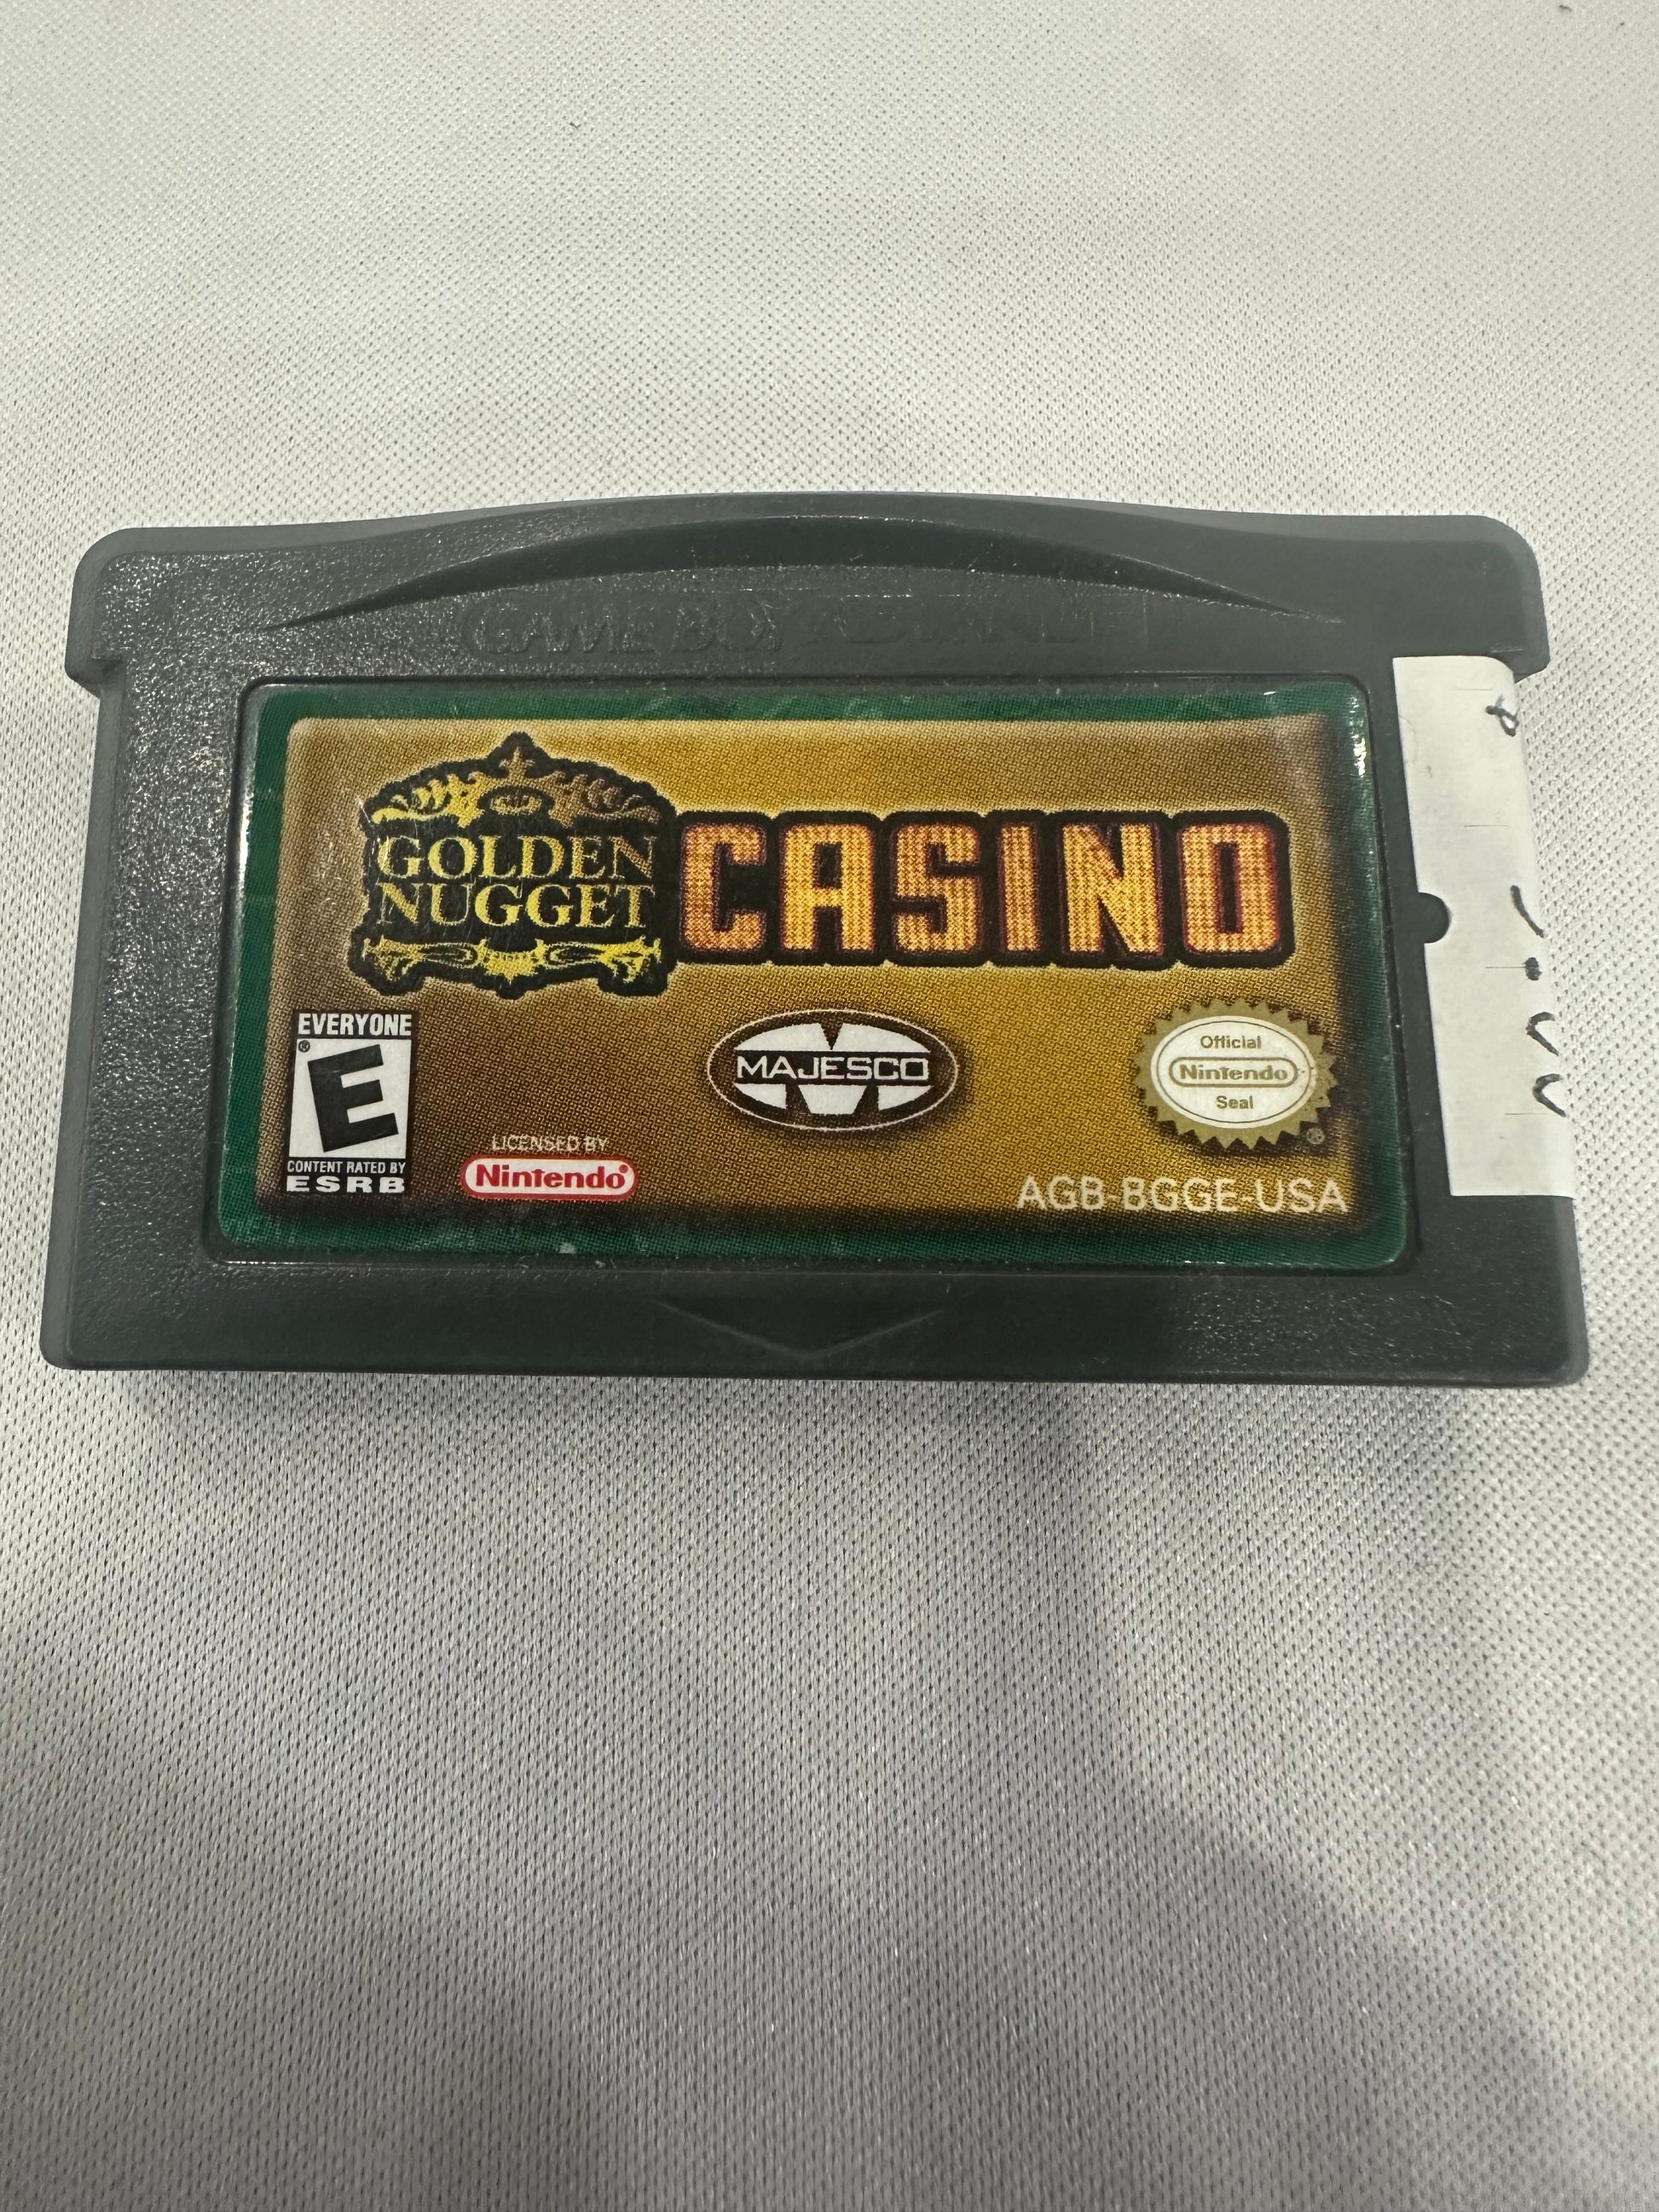 GAME BOY ADVANCE
GOLDEN
NUGGET
CASINO
EVERYONE
E
CONTENT RATED BY
ESRB
LICENSED BY
Nintendo®
MAJESCO
Official
Nintendo
Seal
AGB-BGGE-USA